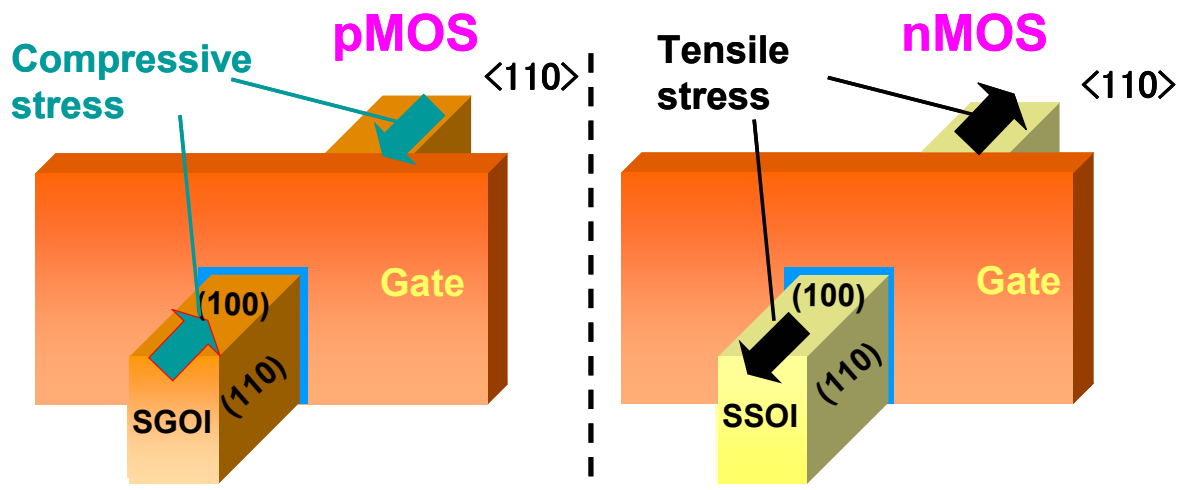 pMOS
Compressive
stress
〈110〉
Gate
(100)
(110)
SGOI
nMOS
Tensile
stress
〈110〉
Gate
(100)
(110)
SSOI